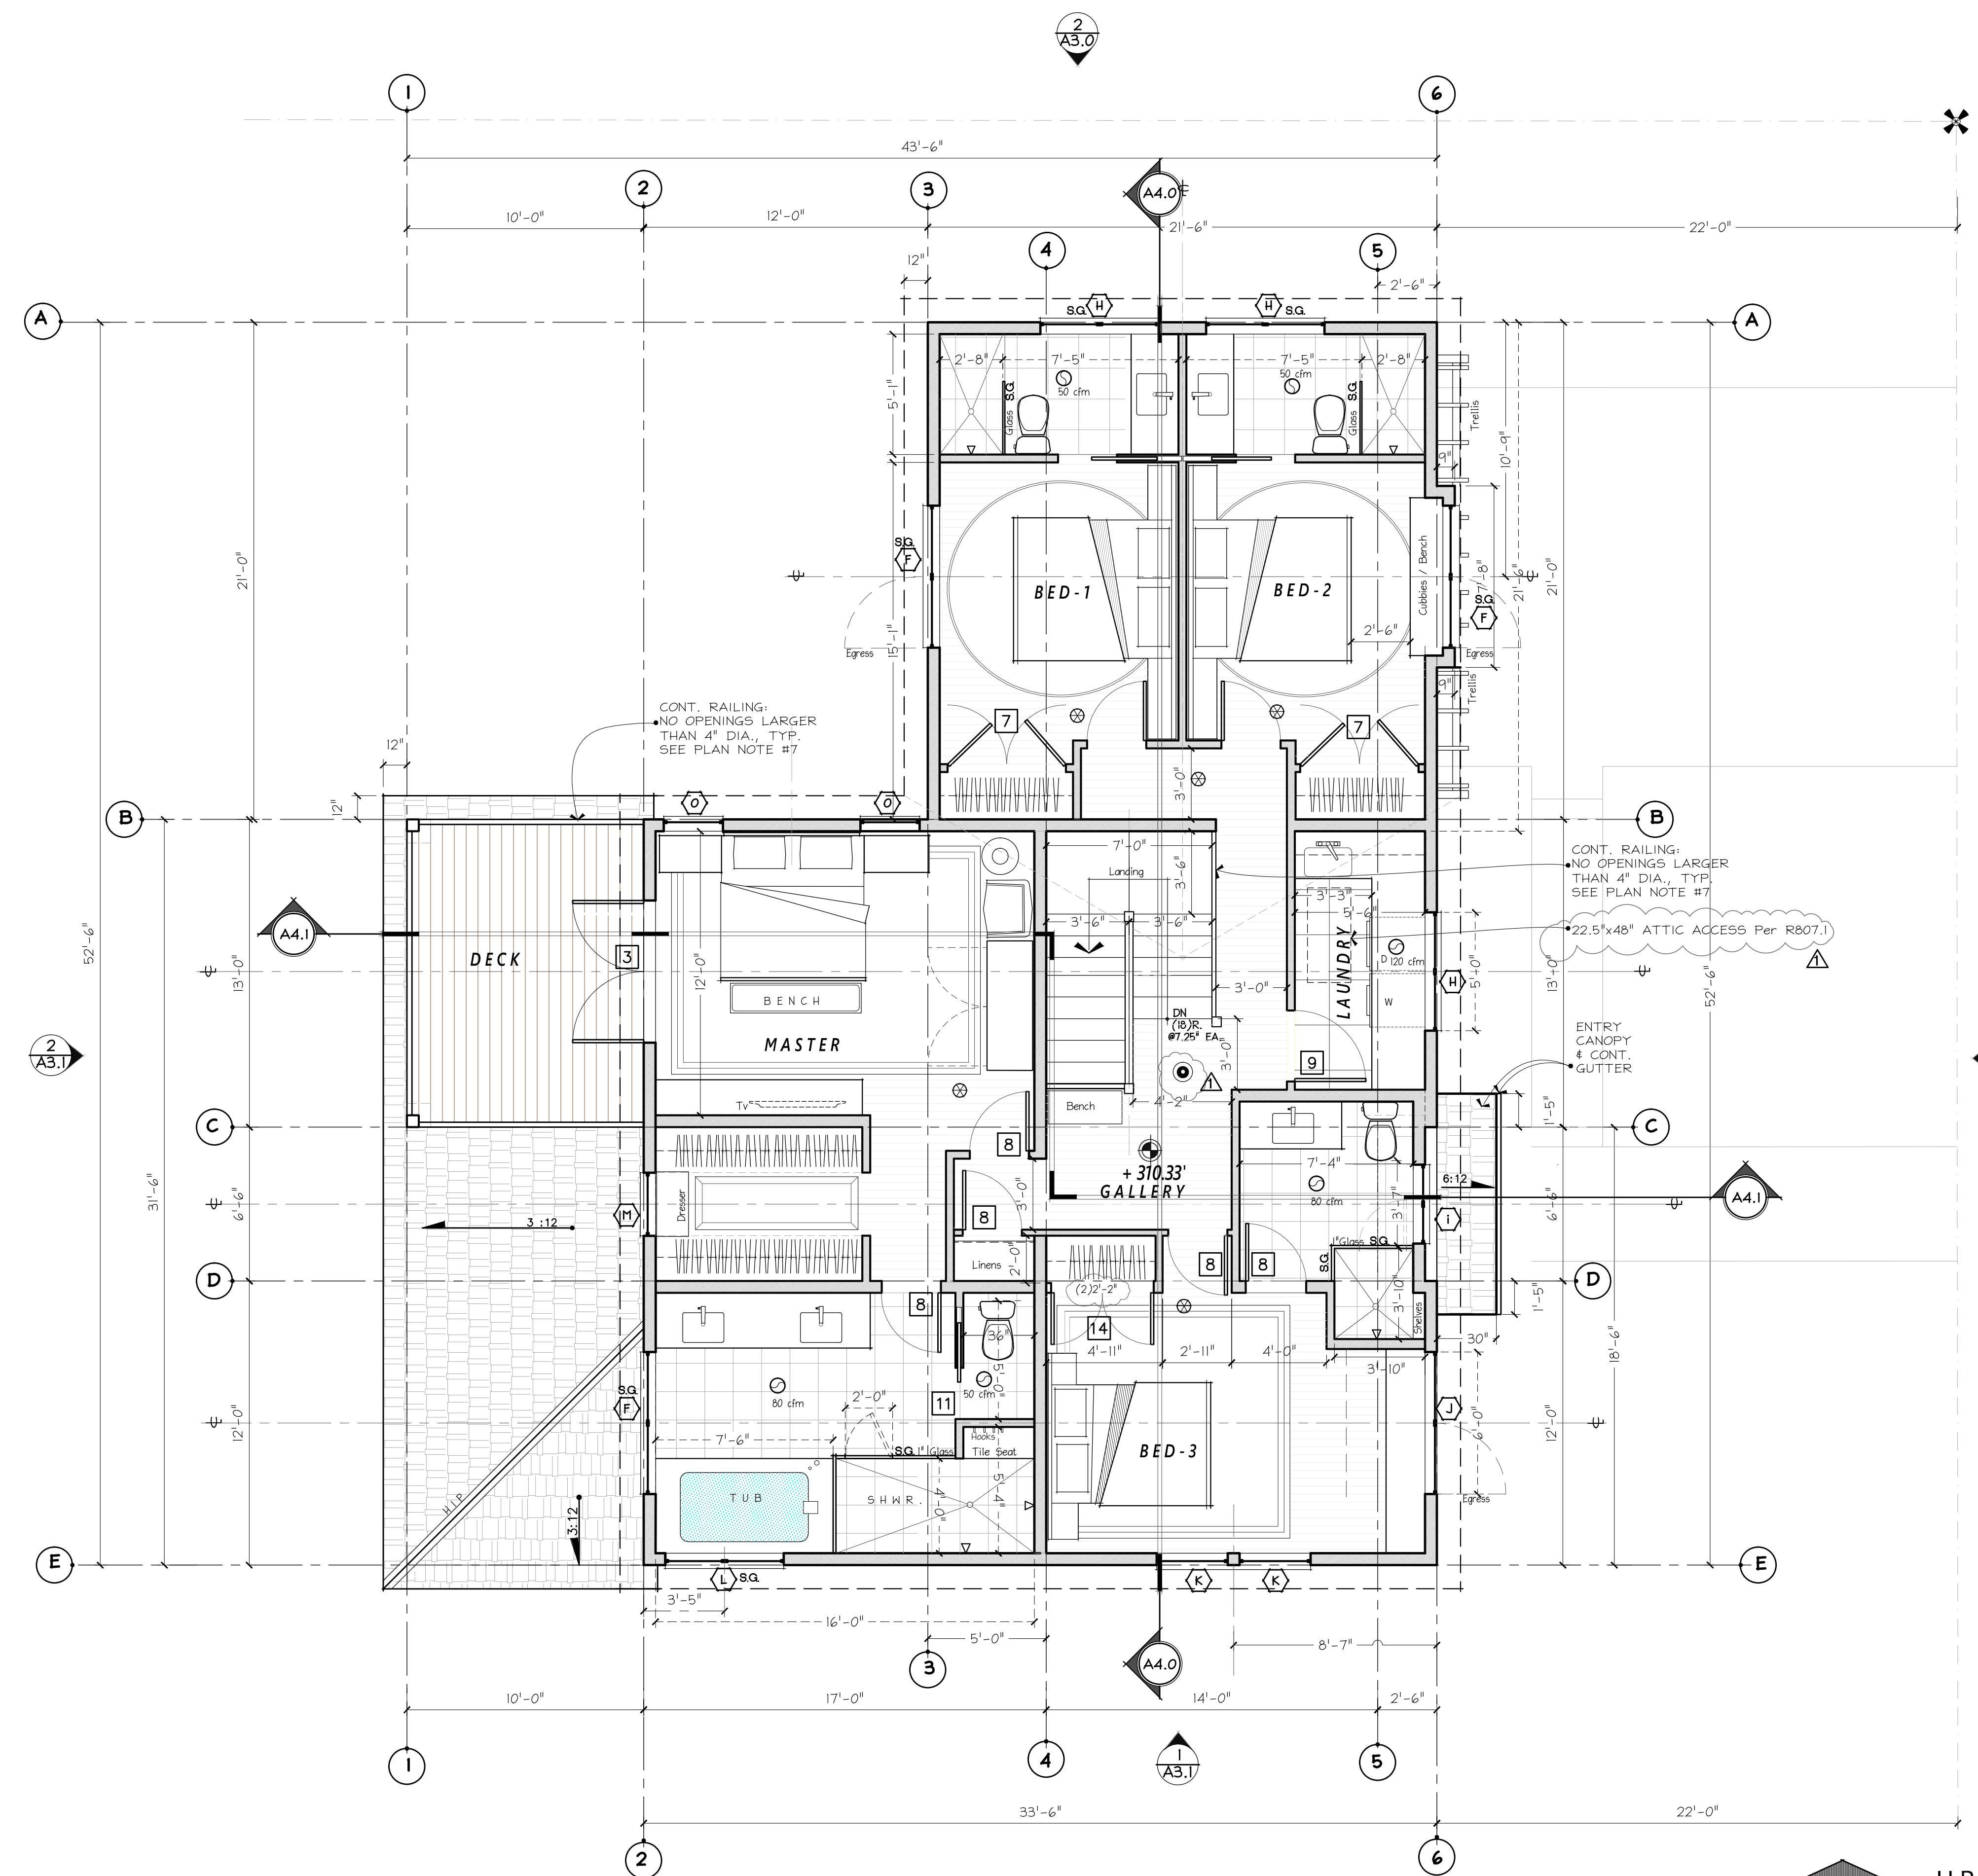 2
A3.0
1
6
43'-6"
2
3
A4.0
10'-0"
12'-0"
21'-6"
22'-0"
4
5
12"
2'-6"
H
S.G.
H
S.G.
A
A
2'-8"
7'-5"
7'-5"
2'-8"
50 cfm
50 cfm
Glass S.G.
Glass S.G.
5'-1"
Trellis
10'-9"
9"
S.G.
F
BED-1
BED-2
Cubbies / Bench
7'-8"
21'-6"
21'-0"
21'-0"
S.G.
F
2'-6"
15'-1"
Egress
Egress
9"
Trellis
CONT. RAILING:
NO OPENINGS LARGER
THAN 4" DIA., TYP.
SEE PLAN NOTE #7
7
7
12"
3'-0"
12"
O
O
B
B
7'-0"
Landing
3'-6"
CONT. RAILING:
NO OPENINGS LARGER
THAN 4" DIA., TYP.
SEE PLAN NOTE #7
3'-3"
5'-6"
3'-6"
3'-6"
22.5"x48" ATTIC ACCESS Per R807.1
1
A4.1
DECK
3
52'-6"
13'-0"
12'-0"
LAUNDRY
D
120 cfm
H
5'-0"
13'-0"
52'-6"
3'-0"
W
BENCH
DN
(18)R.
@7.25" EA.
MASTER
2
A3.1
3'-0"
9
1
ENTRY
CANOPY
& CONT.
GUTTER
Tv
Bench
4'-2"
1'-5"
C
C
8
7'-4"
+ 310.33'
GALLERY
80 cfm
3'-7"
6:12
A4.1
31'-6"
6'-6"
M
Dresser
3'-0"
8
i
6'-6"
3 :12
1"Glass S.G.
S.G.
Linens
2'-0"
8
8
D
D
(2)2'-2"
3'-10"
Shelves
1'-5"
8
36"
14
30"
4'-11"
2'-11"
4'-0"
3'-10"
18'-6"
5'-0"
S.G.
F
80 cfm
2'-0"
50 cfm
11
J
6'-0"
12'-0"
12'-0"
7'-6"
Hooks
S.G. 1" Glass
Tile Seat
BED-3
TUB
SHWR.
4'-0"
5'-4"
Egress
HIP
3:12
E
E
L
S.G.
K
K
3'-5"
16'-0"
5'-0"
8'-7"
3
A4.0
10'-0"
17'-0"
14'-0"
2'-6"
1
4
1
A3.1
5
33'-6"
22'-0"
2
6